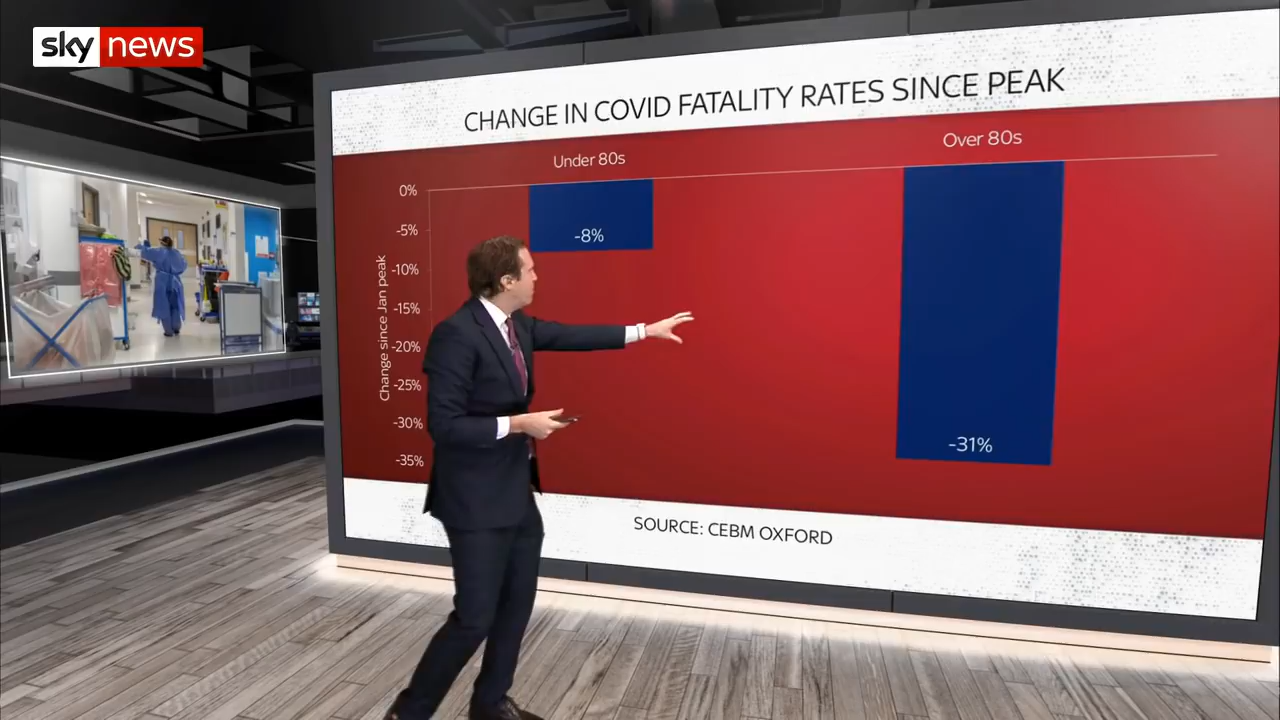 sky news
CHANGE IN COVID FATALITY RATES SINCE PEAK
Under 80s
Over 80s
0%
-5%
-10%
-15%
-20%
-25%
-30%
-35%
Change since Jan peak
-8%
-31%
SOURCE: CEBM OXFORD